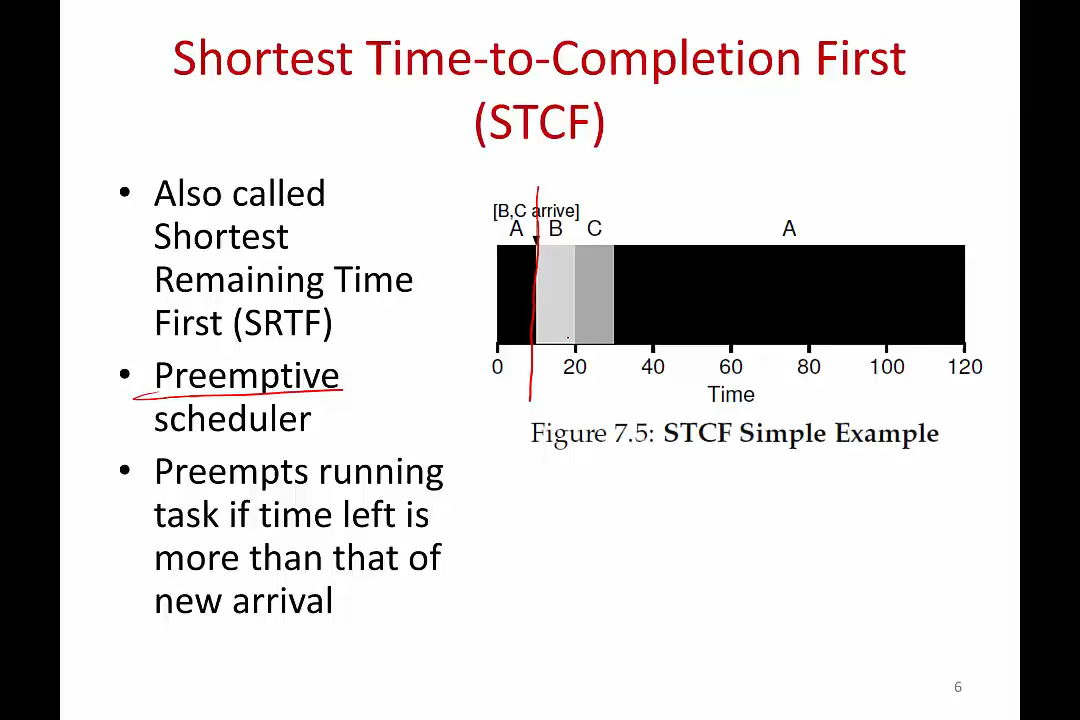 Shortest Time-to-Completion First
(STCF)
• Also called
Shortest
Remaining Time
First (SRTF)
• Preemptive
scheduler
• Preempts running
task if time left is
more than that of
new arrival
[B,C arrive]
A B C A
0 20 40 60 80 100 120
Time
Figure 7.5: STCF Simple Example
6